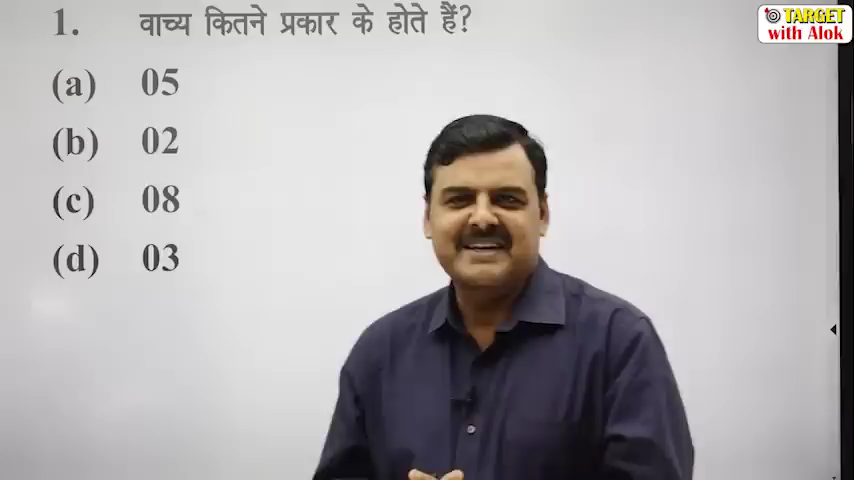 TARGET
with Alok
1. वाच्य कितने प्रकार के होते हैं?
(a) 05
(b) 02
(c) 08
(d) 03